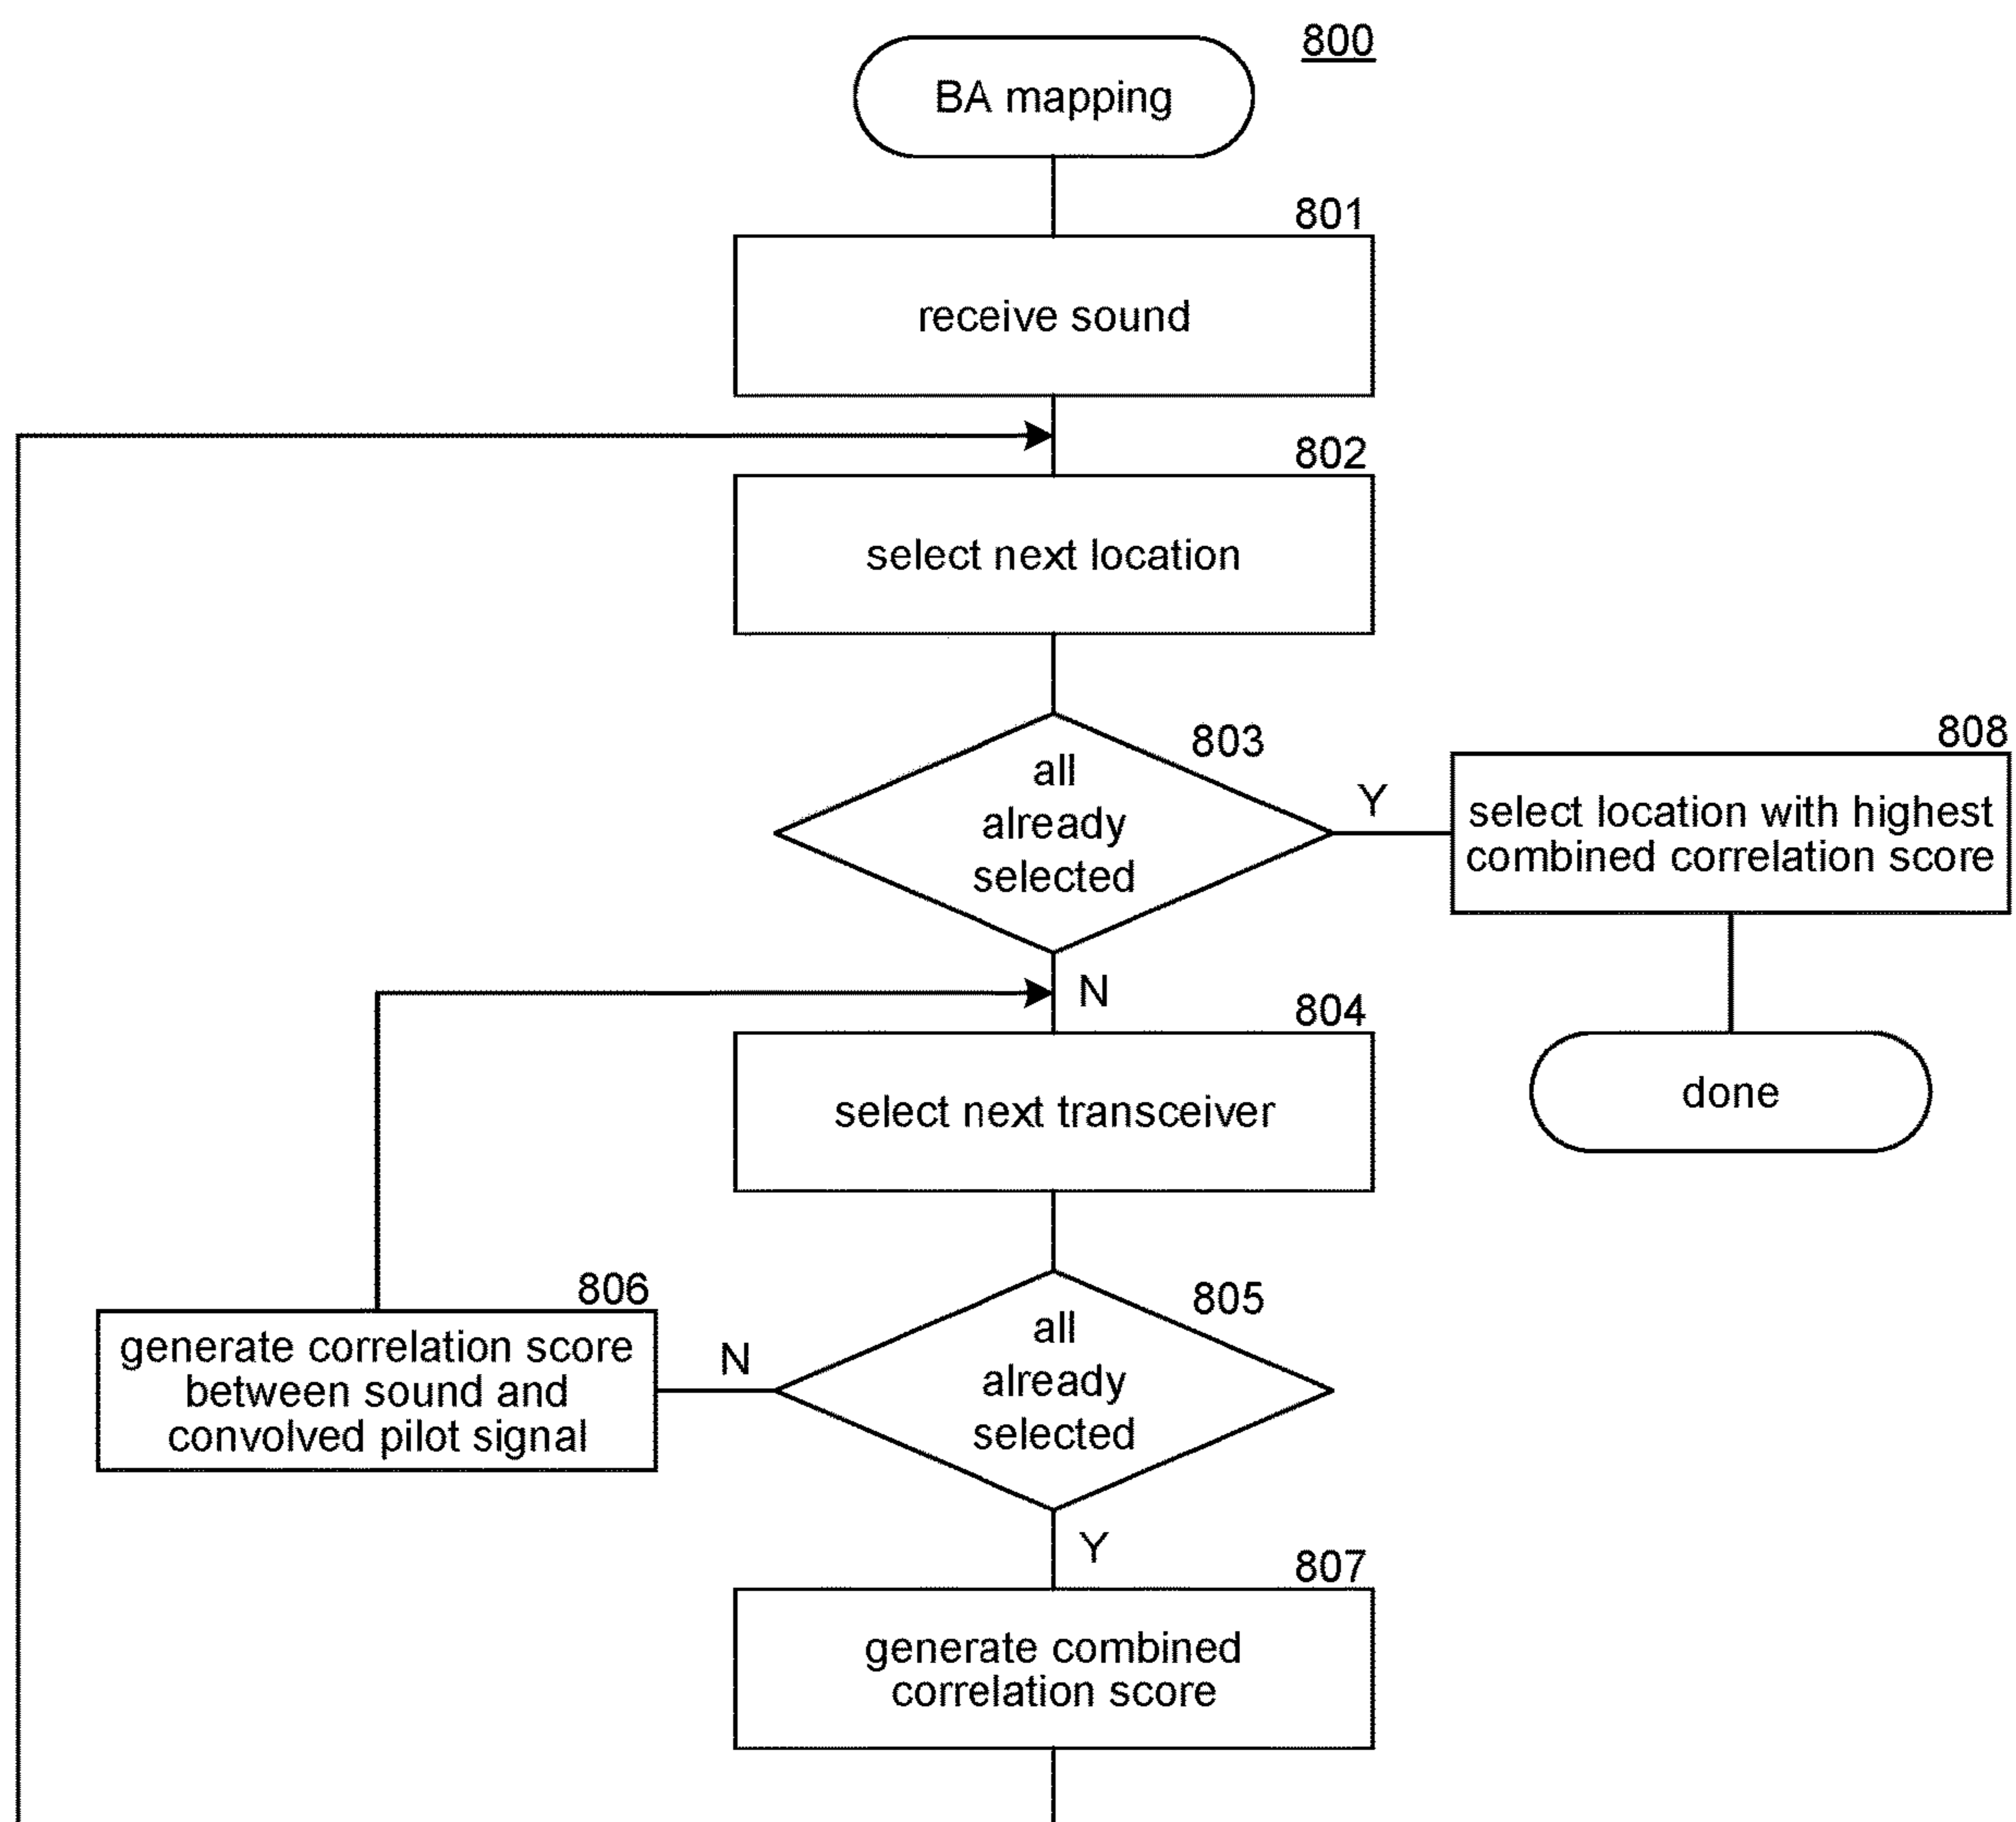 800
BA mapping
801
receive sound
802
select next location
803
all
already
selected
Y
808
select location with highest
combined correlation score
done
N
804
select next transceiver
805
all
already
selected
N
806
generate correlation score
between sound and
convolved pilot signal
Y
807
generate combined
correlation score